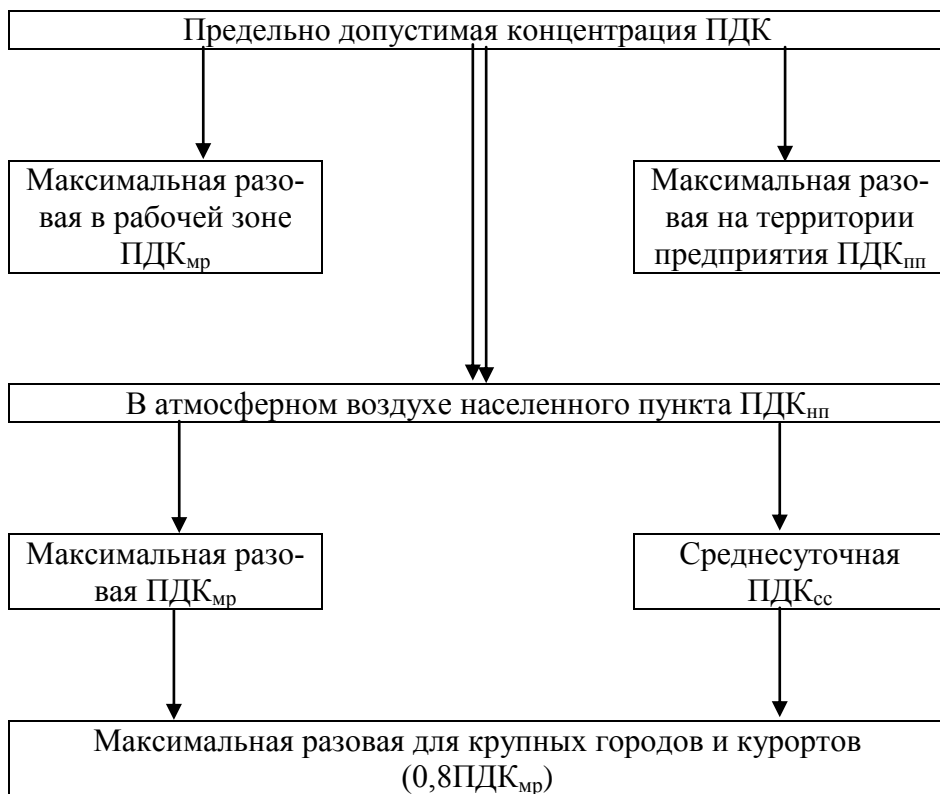 Предельно допустимая концентрация ПДК
Максимальная разо-
вая в рабочей зоне
ПДКмр
Максимальная разо-
вая на территории
предприятия ПДКпп
В атмосферном воздухе населенного пункта ПДКнп
Максимальная разо-
вая ПДКмр
Среднесуточная
ПДКсс
Максимальная разовая для крупных городов и курортов
(0,8ПДКмр)